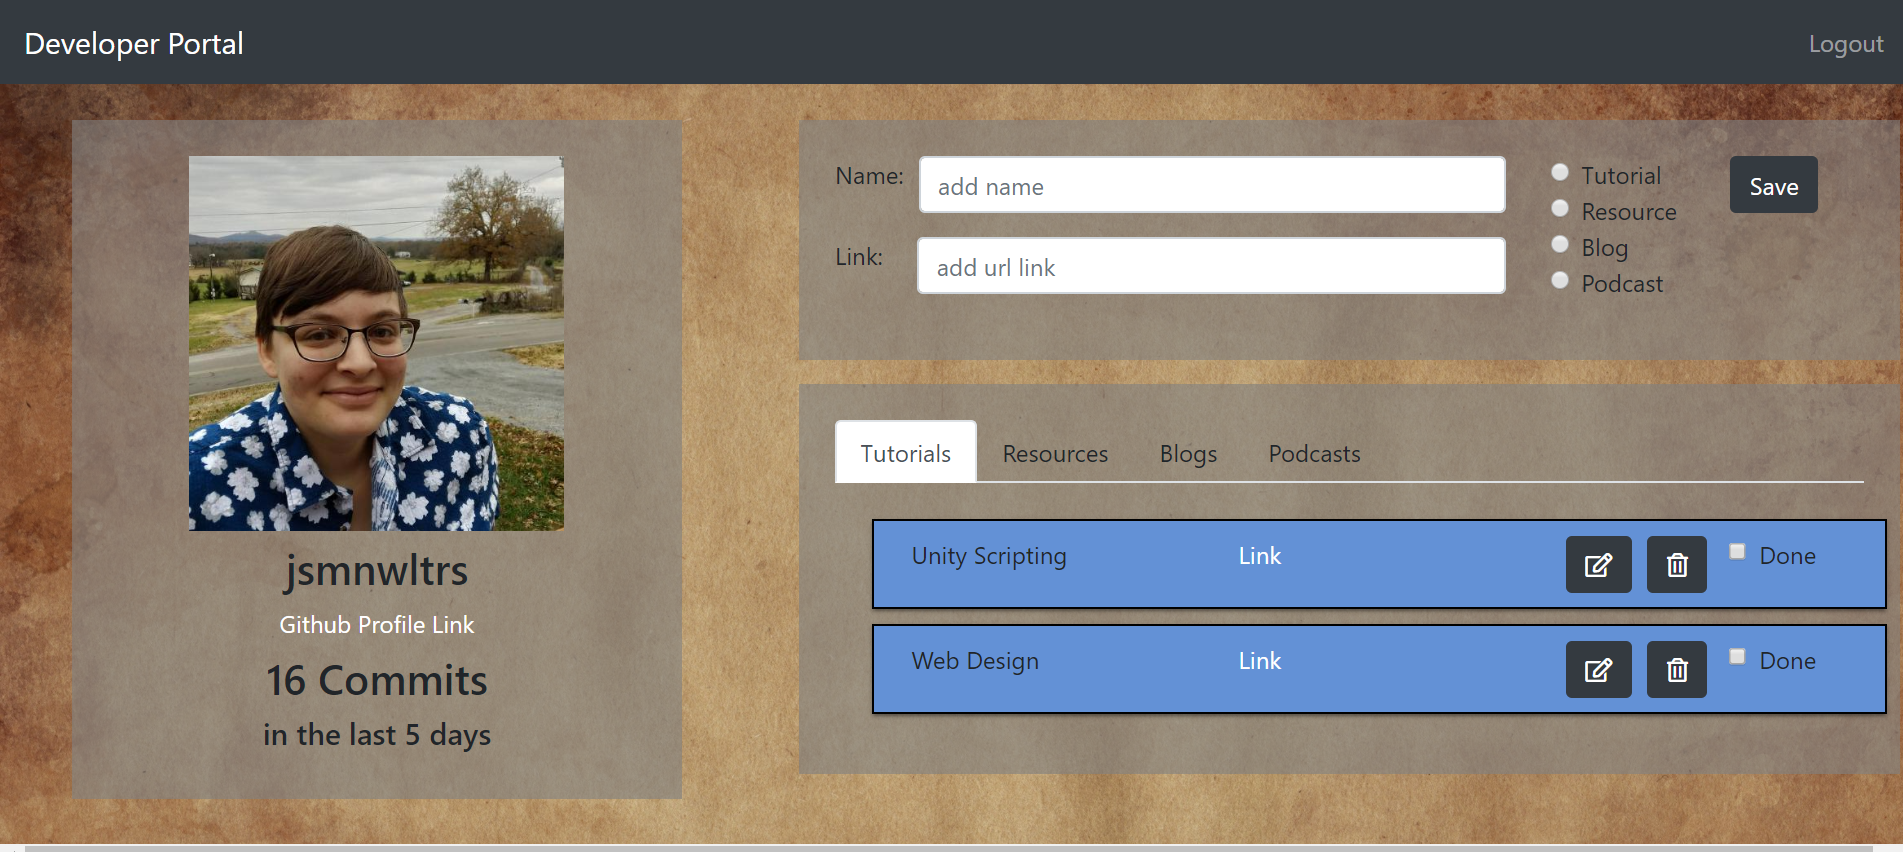 Developer Portal
Logout
jsmnwltrs
Github Profile Link
16 Commits
in the last 5 days
Name:
add name
Link:
add url link
Tutorial
Resource
Blog
Podcast
Save
Tutorials Resources Blogs Podcasts
Unity Scripting Link Done
Web Design Link Done